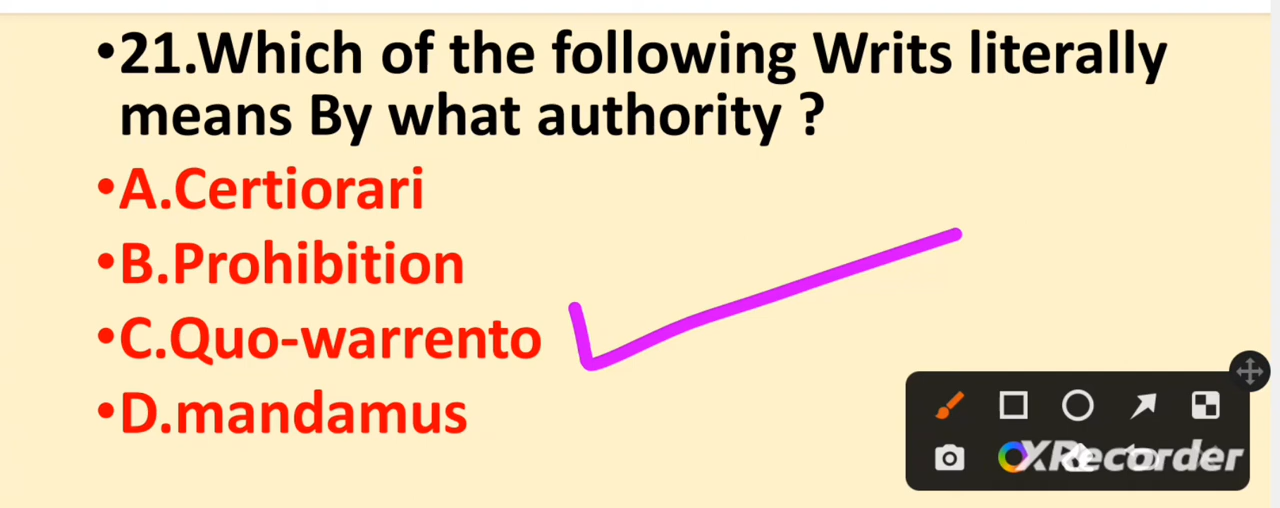 •21.Which of the following Writs literally
means By what authority ?
•A.Certiorari
•B.Prohibition
•C.Quo-warrento
•D.mandamus
XRecorder